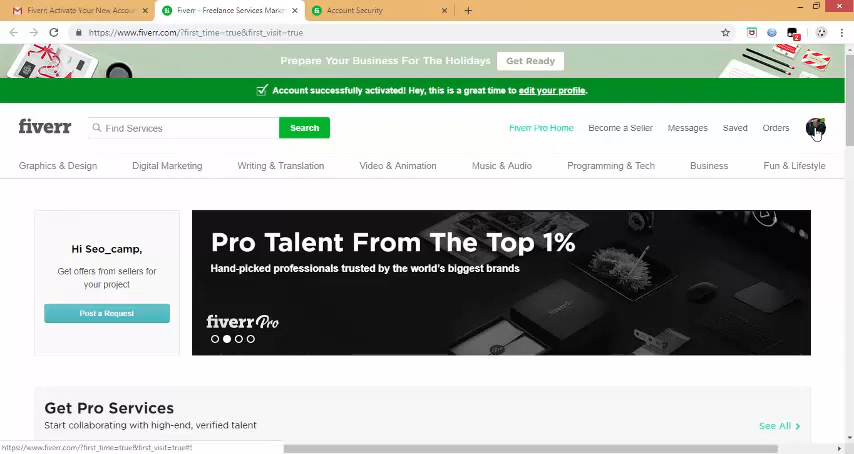 Fiverr: Activate Your New Accoun
Fiverr - Freelance Services Market
Account Security
https://www.fiverr.com/?first_time=true&first_visit=true
2
Prepare Your Business For The Holidays
Get Ready
Account successfully activated! Hey, this is a great time to edit your profile.
fiverr
Find Services
Search
Fiverr Pro Home
Become a Seller
Messages
Saved
Orders
Graphics & Design
Digital Marketing
Writing & Translation
Video & Animation
Music & Audio
Programming & Tech
Business
Fun & Lifestyle
Hi Seo_camp,
Get offers from sellers for
your project
Post a Request
Pro Talent From The Top 1%
Hand-picked professionals trusted by the world's biggest brands
fiverr Pro
Get Pro Services
Start collaborating with high-end, verified talent
See All
https://www.fiverr.com/?first_time=true&first_visit=true#!